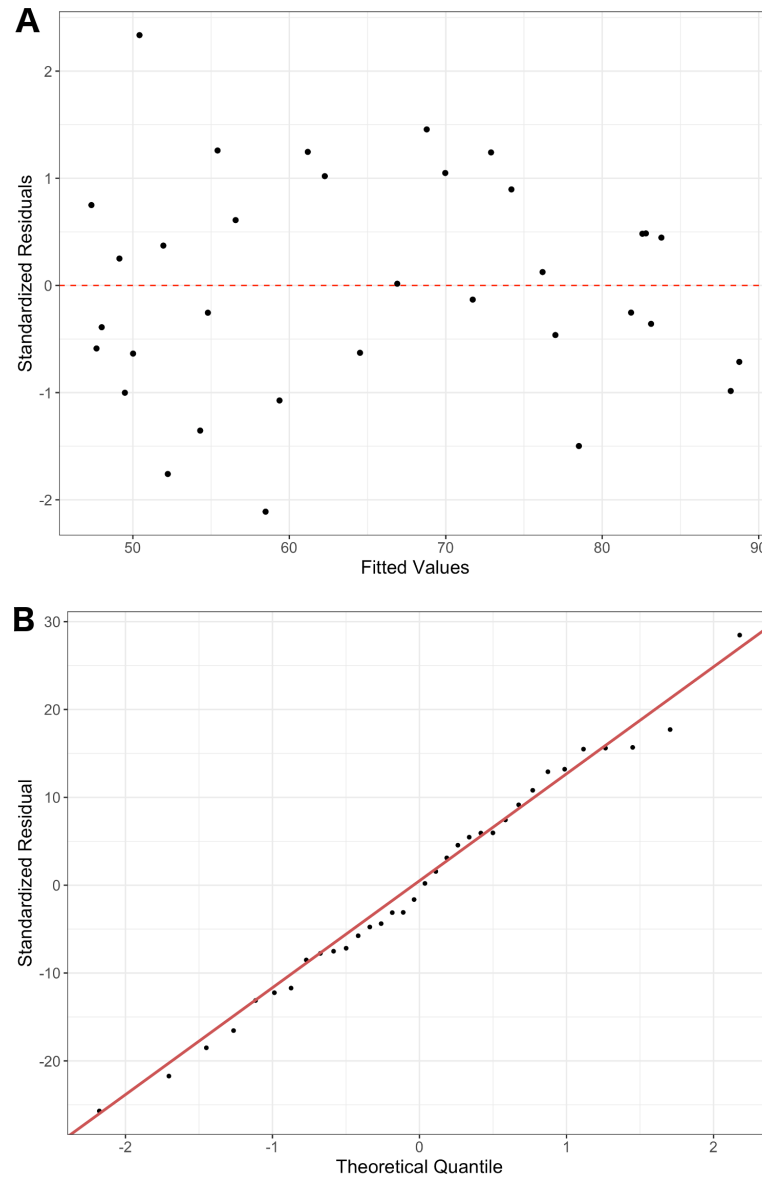 A
2
1
0
-1
-2
Standardized Residuals
50 60 70 80 90
Fitted Values
B
30
20
10
0
-10
-20
Standardized Residual
-2 -1 0 1 2
Theoretical Quantile